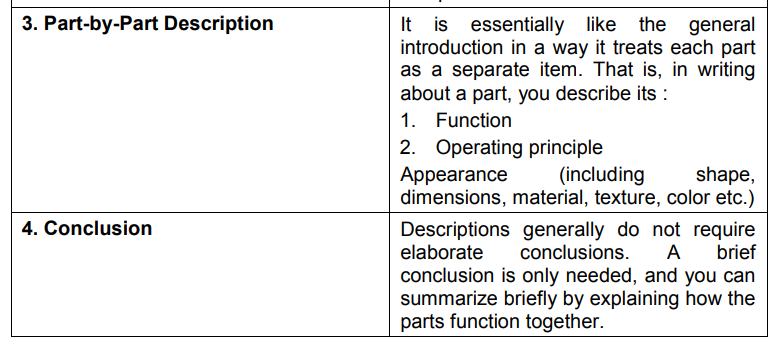 3. Part-by-Part Description
It is essentially like the general
introduction in a way it treats each part
as a separate item. That is, in writing
about a part, you describe its :
1. Function
2. Operating principle
Appearance (including shape,
dimensions, material, texture, color etc.)
4. Conclusion
Descriptions generally do not require
elaborate conclusions. A brief
conclusion is only needed, and you can
summarize briefly by explaining how the
parts function together.